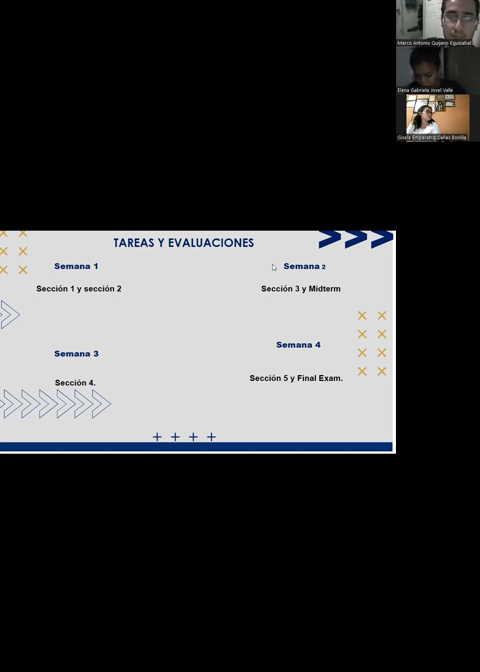 Marco Antonio Quijano Eguizabal
Elena Gabriela Jovel Valle
Gisela Emperatriz Cañas Bonilla
TAREAS Y EVALUACIONES
Semana 1
Semana 2
Sección 1 y sección 2
Sección 3 y Midterm
Semana 3
Semana 4
Sección 4.
Sección 5 y Final Exam.